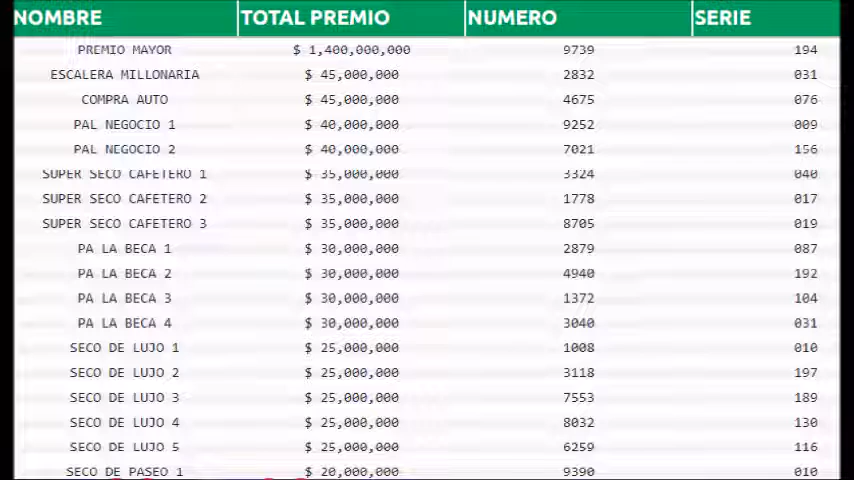 NOMBRE TOTAL PREMIO NUMERO SERIE
PREMIO MAYOR $ 1,400,000,000 9739 194
ESCALERA MILLONARIA $ 45,000,000 2832 031
COMPRA AUTO $ 45,000,000 4675 076
PAL NEGOCIO 1 $ 40,000,000 9252 009
PAL NEGOCIO 2 $ 40,000,000 7021 156
SUPER SECO CAFETERO 1 $ 35,000,000 3324 040
SUPER SECO CAFETERO 2 $ 35,000,000 1778 017
SUPER SECO CAFETERO 3 $ 35,000,000 8705 019
PA LA BECA 1 $ 30,000,000 2879 087
PA LA BECA 2 $ 30,000,000 4940 192
PA LA BECA 3 $ 30,000,000 1372 104
PA LA BECA 4 $ 30,000,000 3040 031
SECO DE LUJO 1 $ 25,000,000 1008 010
SECO DE LUJO 2 $ 25,000,000 3118 197
SECO DE LUJO 3 $ 25,000,000 7553 189
SECO DE LUJO 4 $ 25,000,000 8032 130
SECO DE LUJO 5 $ 25,000,000 6259 116
SECO DE PASEO 1 $ 20,000,000 9390 010